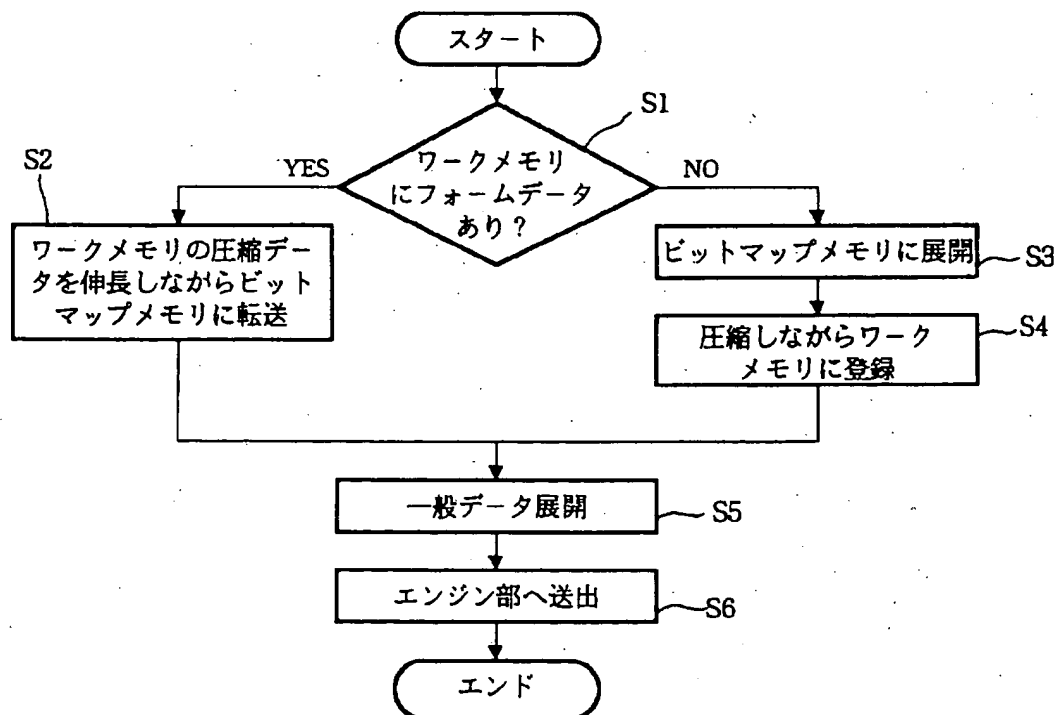 スタート
S1
ワークメモリ
にフォームデータ
あり？
YES
NO
S2
ワークメモリの圧縮デー
タを伸長しながらビット
マップメモリに転送
ビットマップメモリに展開
S3
圧縮しながらワーク
メモリに登録
S4
一般データ展開
S5
エンジン部へ送出
S6
エンド